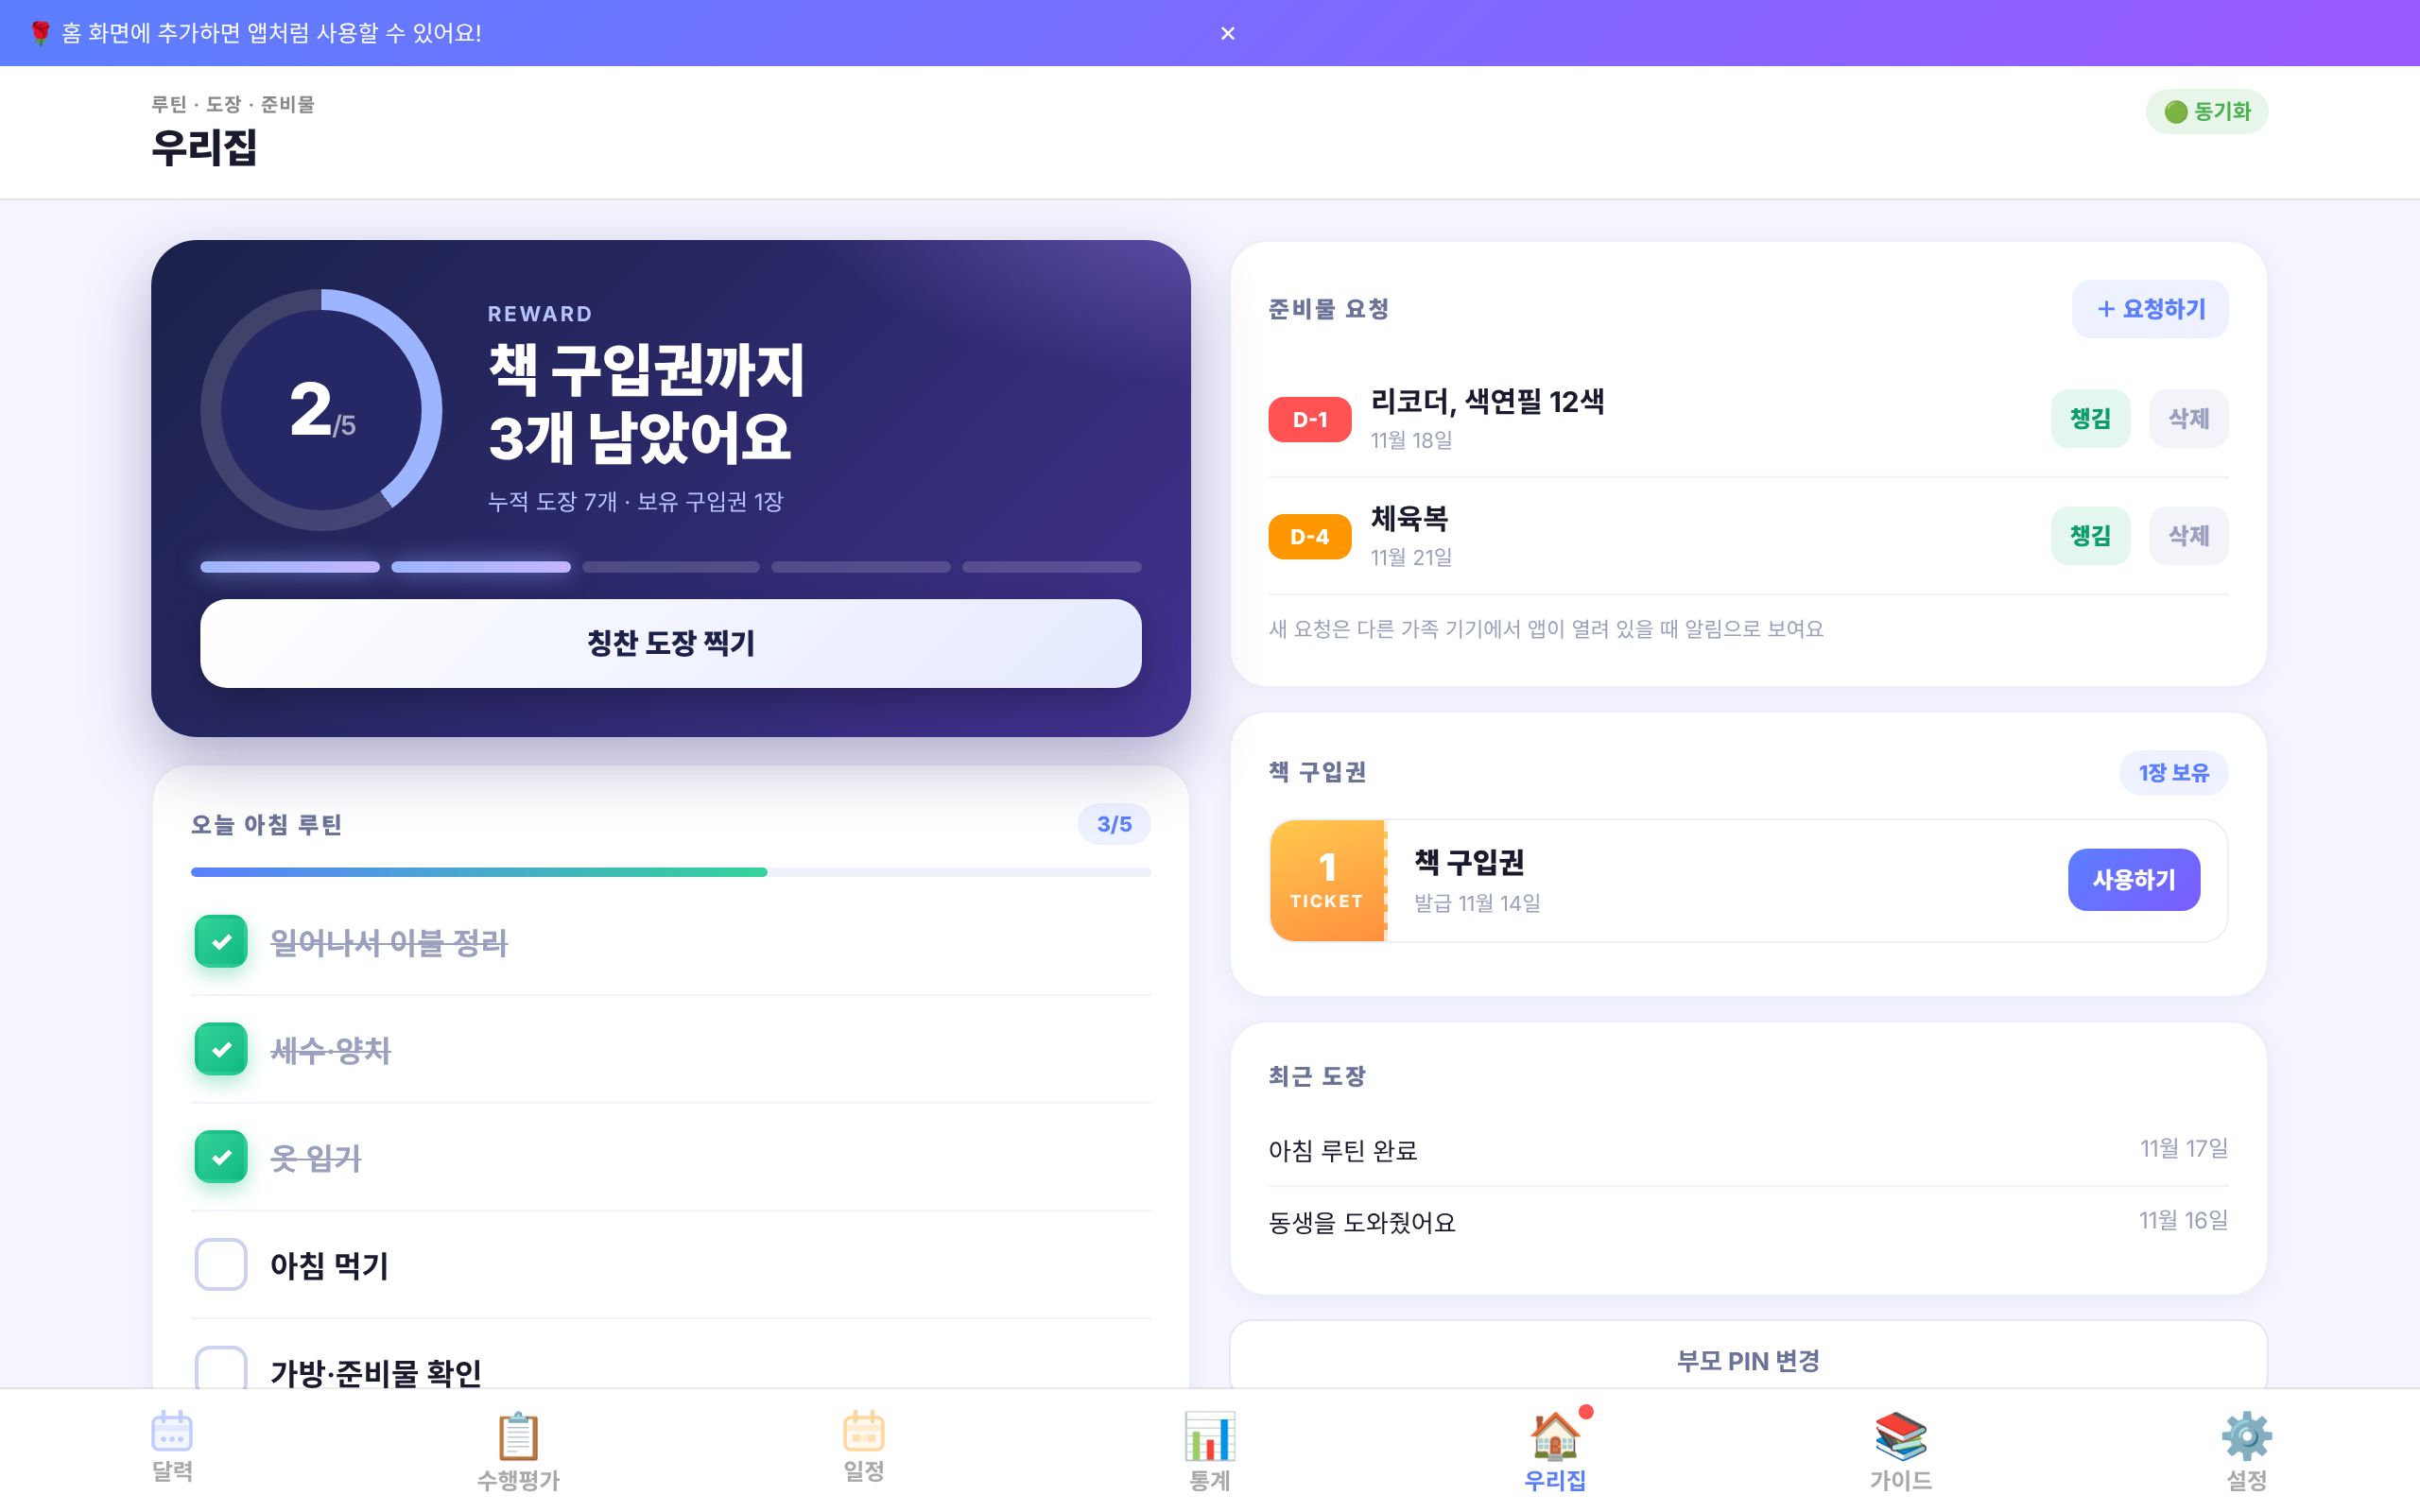 🌹 홈 화면에 추가하면 앱처럼 사용할 수 있어요!
✕
루틴 · 도장 · 준비물
우리집
🟢 동기화
2/5
REWARD
책 구입권까지
3개 남았어요
누적 도장 7개 · 보유 구입권 1장
칭찬 도장 찍기
오늘 아침 루틴
3/5
일어나서 이불 정리
세수·양치
옷 입기
아침 먹기
가방·준비물 확인
준비물 요청
+ 요청하기
D-1
리코더, 색연필 12색
11월 18일
챙김
삭제
D-4
체육복
11월 21일
챙김
삭제
새 요청은 다른 가족 기기에서 앱이 열려 있을 때 알림으로 보여요
책 구입권
1장 보유
1
TICKET
책 구입권
발급 11월 14일
사용하기
최근 도장
아침 루틴 완료
11월 17일
동생을 도와줬어요
11월 16일
부모 PIN 변경
달력
수행평가
일정
통계
우리집
가이드
설정